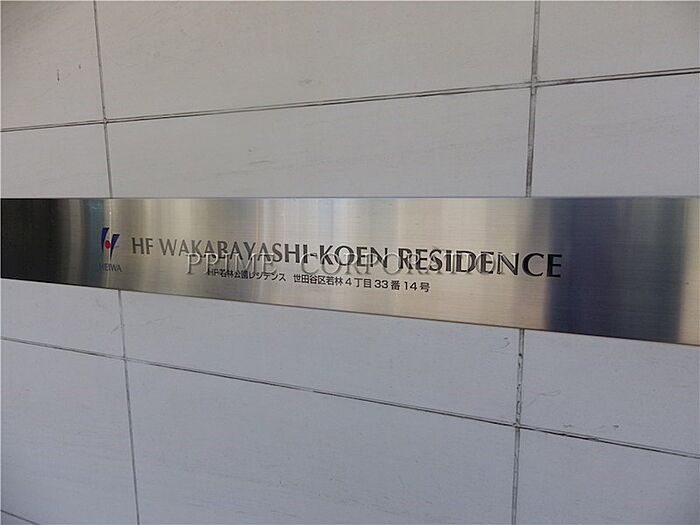 HEIWA
HF WAKABAYASHI-KOEN RESIDENCE
HF若林公園レジデンス 世田谷区若林4丁目33番14号
PRIME CORPORATION